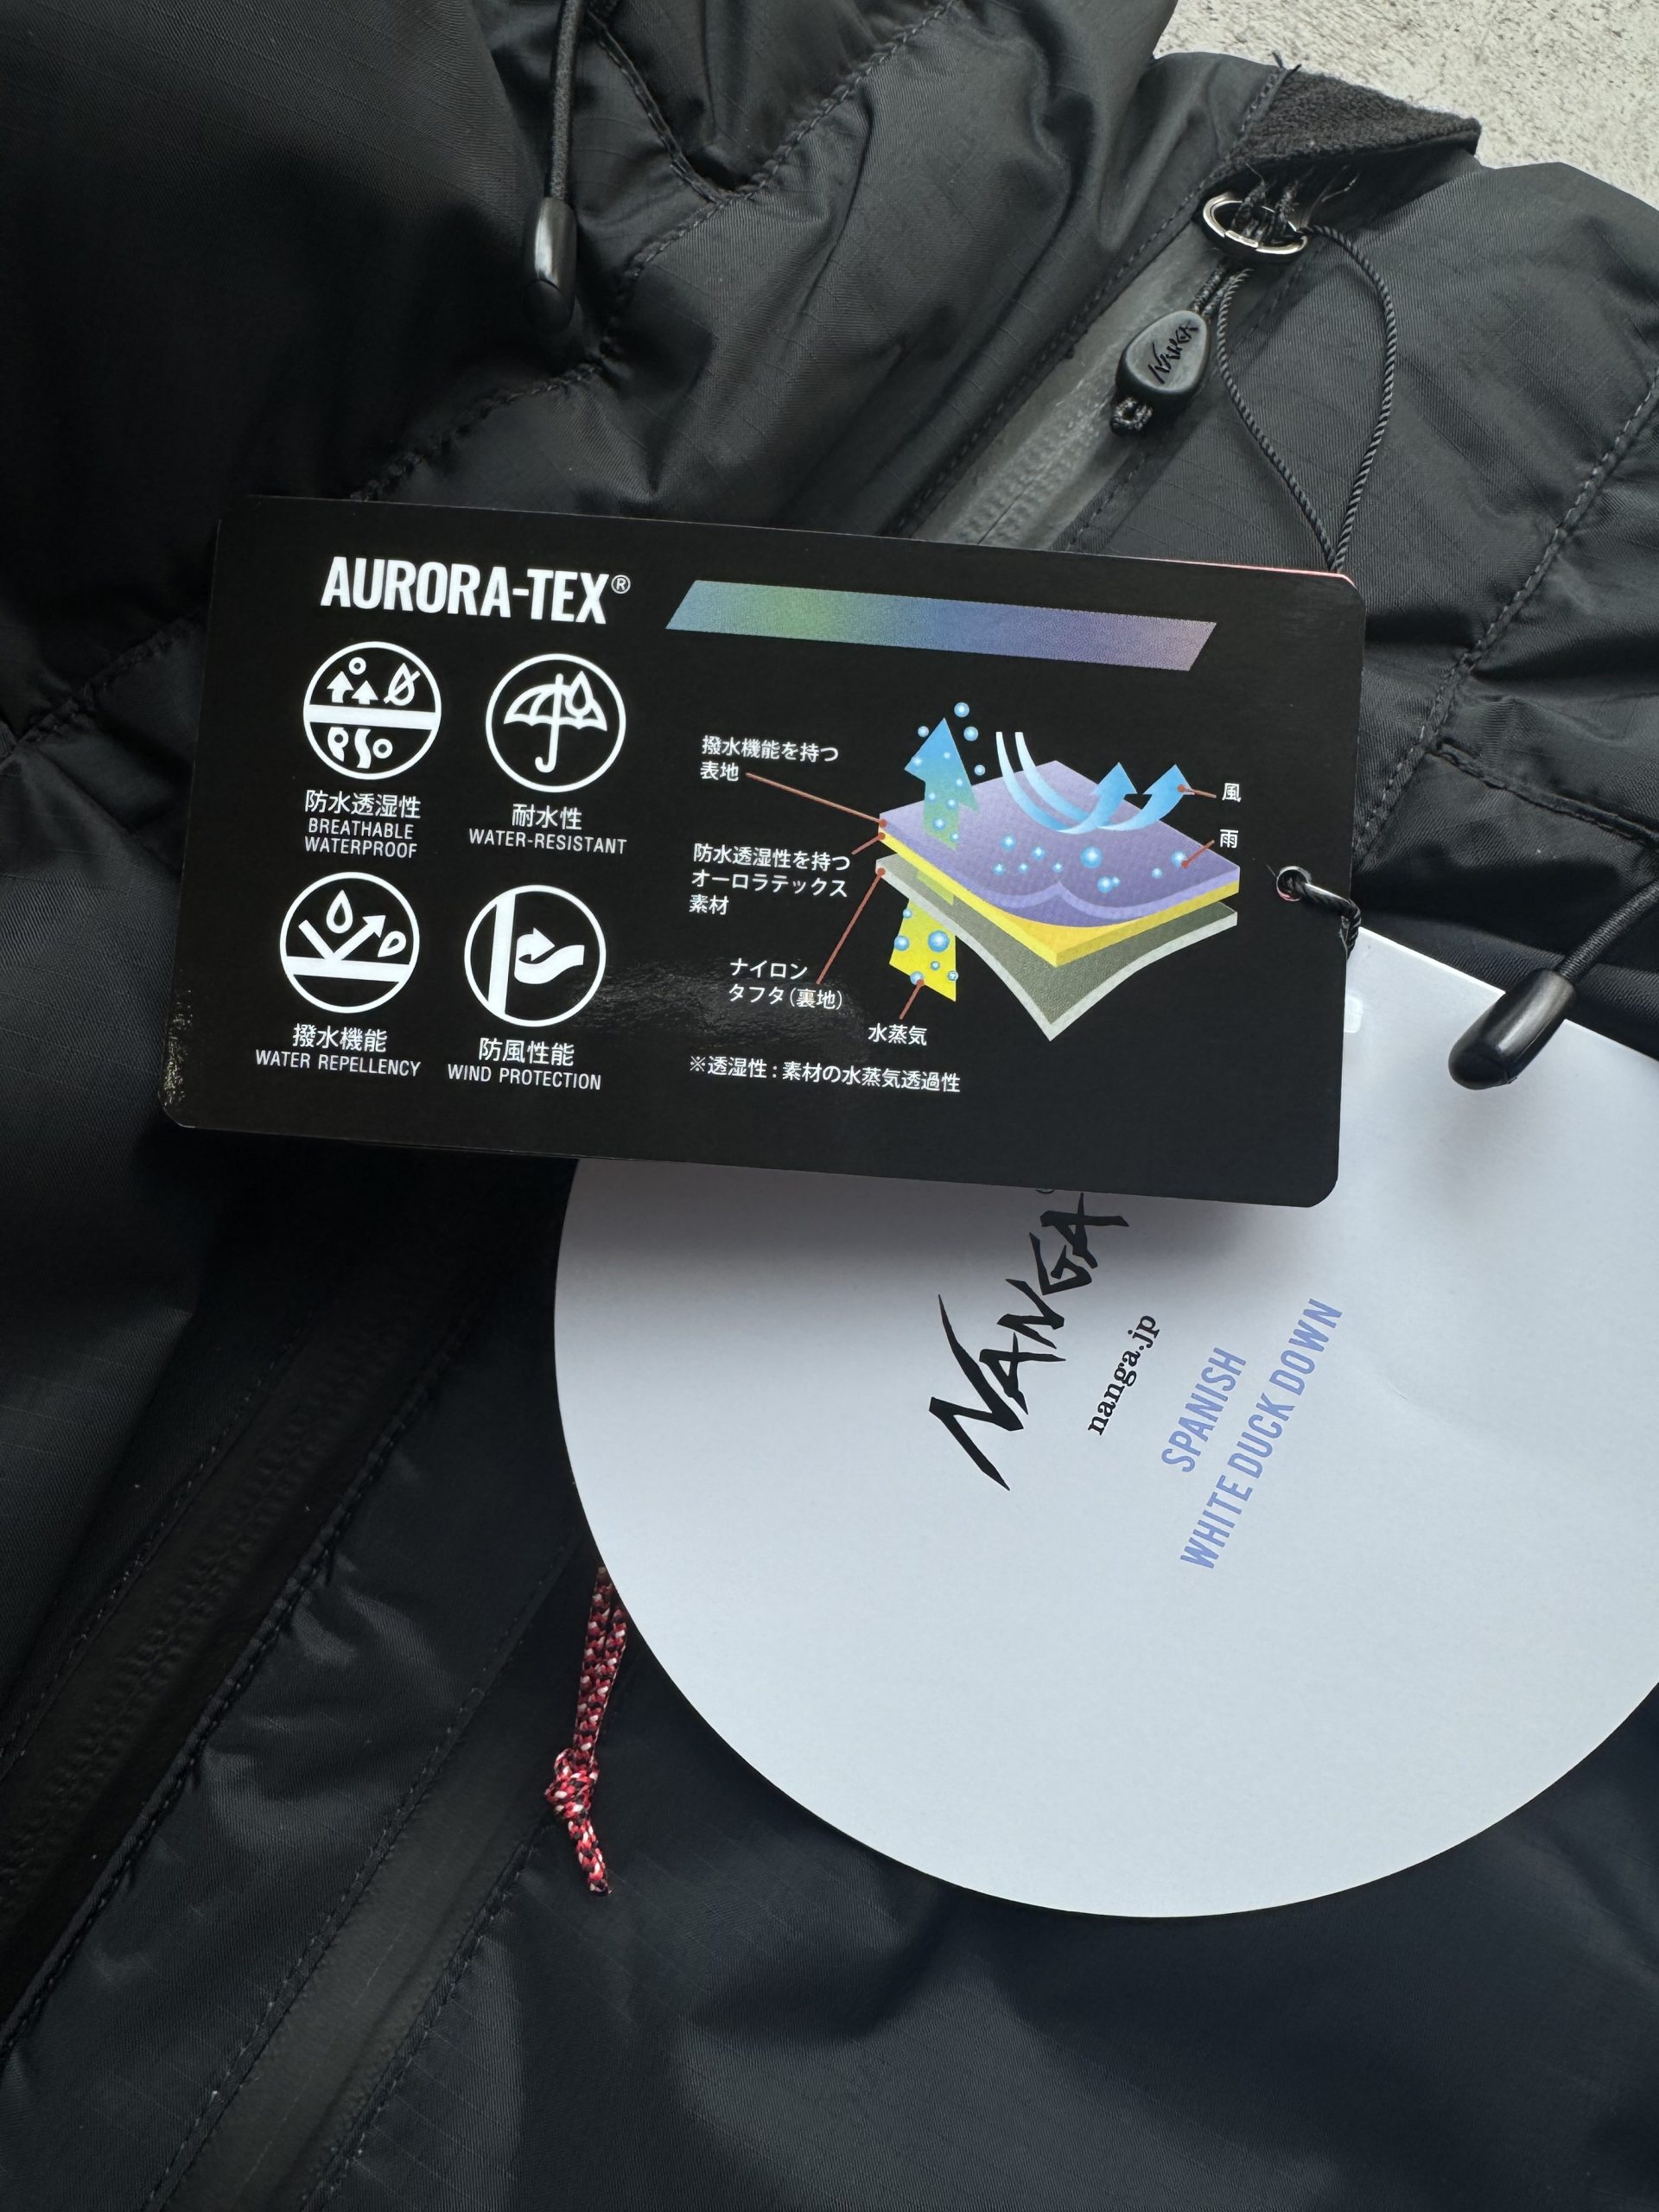 NANGA
AURORA-TEX®
防水透湿性
BREATHABLE
WATERPROOF
耐水性
WATER-RESISTANT
撥水機能
WATER REPELLENCY
防風性能
WIND PROTECTION
撥水機能を持つ
表地
防水透湿性を持つ
オーロラテックス
素材
ナイロン
タフタ(裏地)
水蒸気
風
雨
※透湿性:素材の水蒸気透過性
NANGA
nanga.jp
SPANISH
WHITE DUCK DOWN